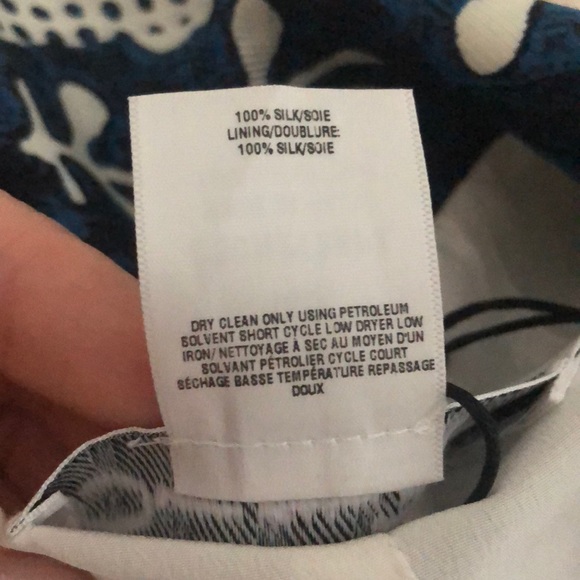 100% SILK/SOIE
LINING/DOUBLURE:
100% SILK/SOIE
DRY CLEAN ONLY USING PETROLEUM
SOLVENT SHORT CYCLE LOW DRYER LOW
IRON/ NETTOYAGE À SEC AU MOYEN D'UN
SOLVANT PÉTROLIER CYCLE COURT
SÉCHAGE BASSE TEMPÉRATURE REPASSAGE
DOUX